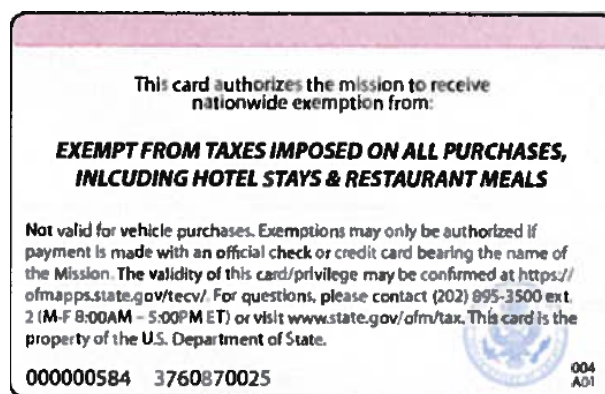 This card authorizes the mission to receive
nationwide exemption from:
EXEMPT FROM TAXES IMPOSED ON ALL PURCHASES,
INLCUDING HOTEL STAYS & RESTAURANT MEALS
Not valid for vehicle purchases. Exemptions may only be authorized if
payment is made with an official check or credit card bearing the name of
the Mission. The validity of this card/privilege may be confirmed at https://
ofmapps.state.gov/tecv/. For questions, please contact (202) 895-3500 ext.
2 (M-F 8:00AM – 5:00PM ET) or visit www.state.gov/ofm/tax. This card is the
property of the U.S. Department of State.
000000584 3760870025
004
A01